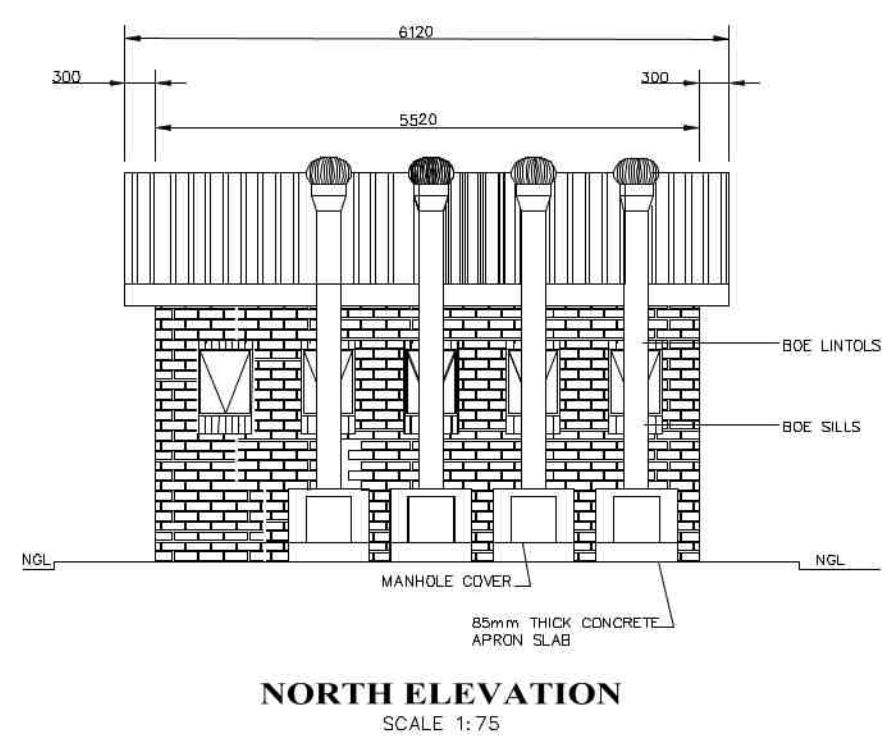 6120
300
300
5520
BOE LINTOLS
BOE SILLS
NGL
NGL
MANHOLE COVER
85mm THICK CONCRETE
APRON SLAB
NORTH ELEVATION
SCALE 1:75